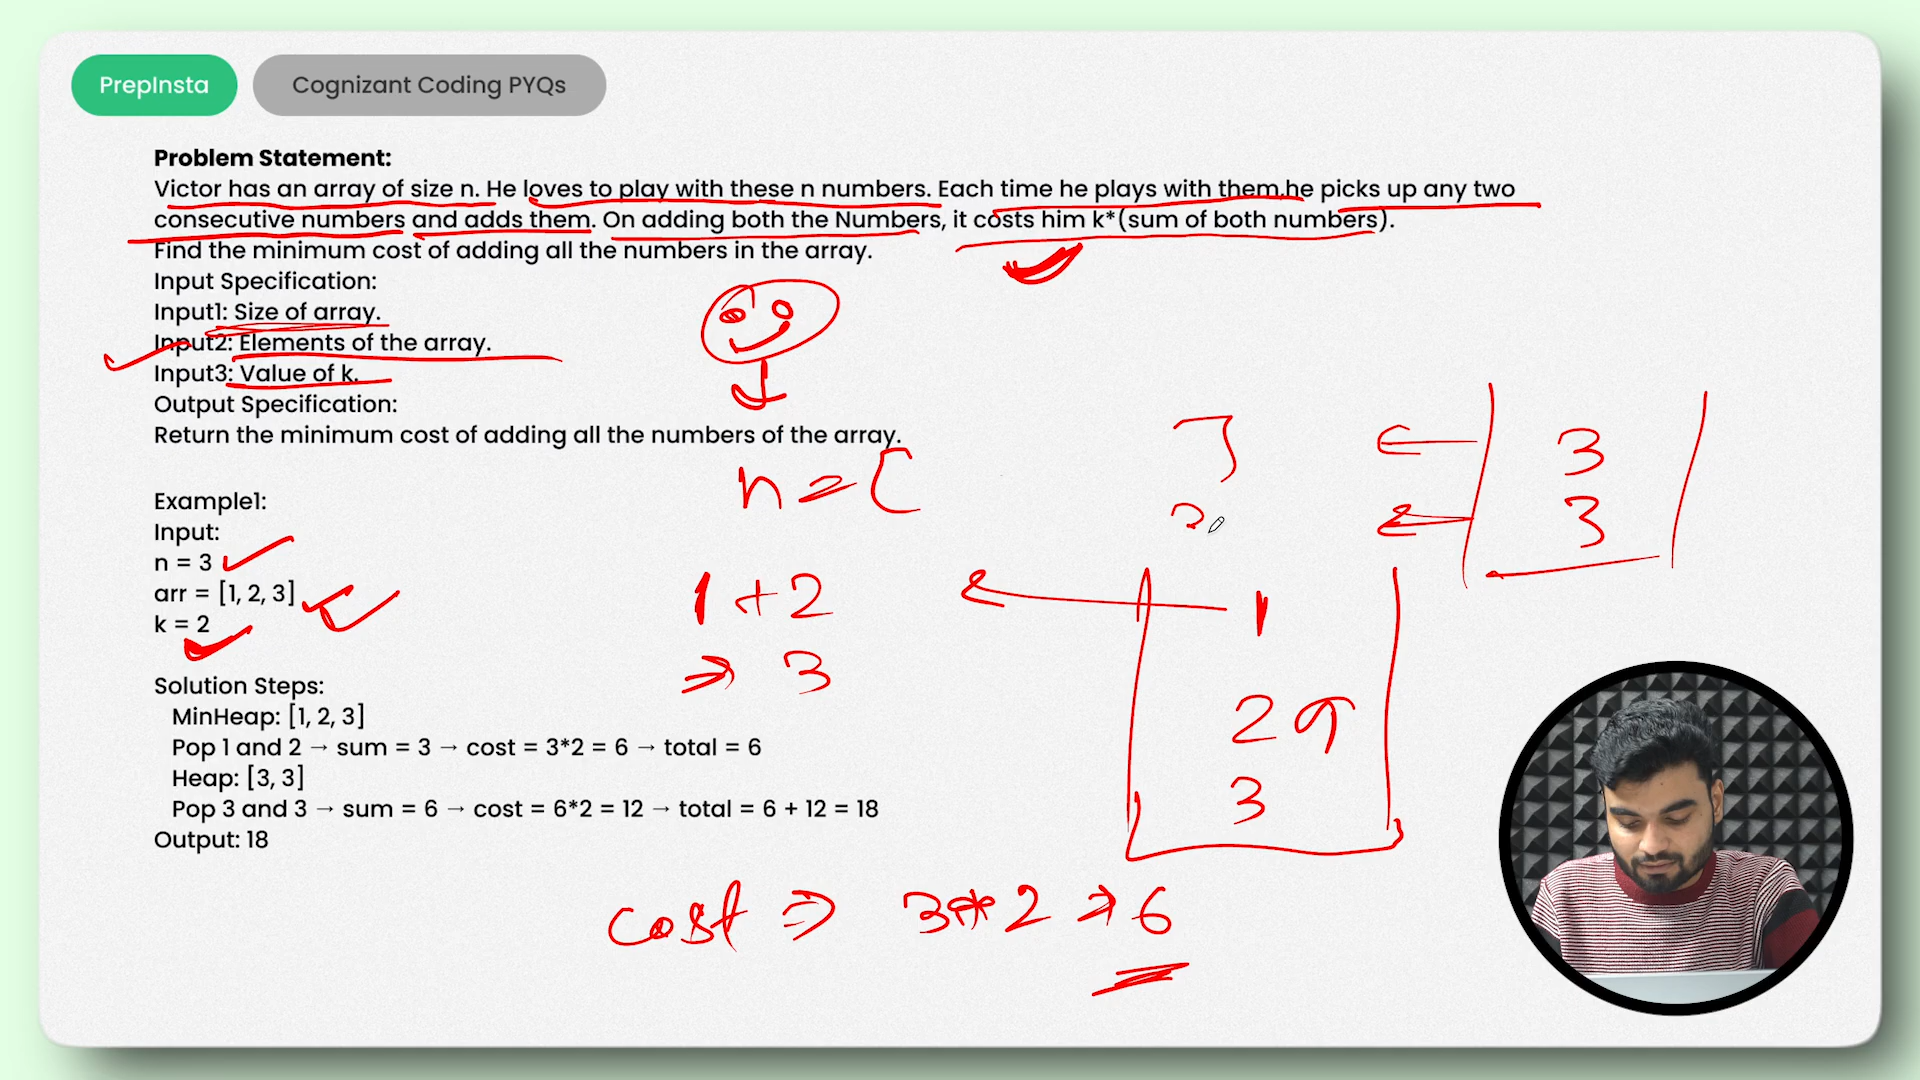 PrepInsta
Cognizant Coding PYQs
Problem Statement:
Victor has an array of size n. He loves to play with these n numbers. Each time he plays with them,he picks up any two
consecutive numbers and adds them. On adding both the Numbers, it costs him k*(sum of both numbers).
Find the minimum cost of adding all the numbers in the array.
Input Specification:
Input1: Size of array.
Input2: Elements of the array.
Input3: Value of k.
Output Specification:
Return the minimum cost of adding all the numbers of the array.
Example1:
Input:
n = 3
arr = [1, 2, 3]
k = 2
Solution Steps:
MinHeap: [1, 2, 3]
Pop 1 and 2 → sum = 3 → cost = 3*2 = 6 → total = 6
Heap: [3, 3]
Pop 3 and 3 → sum = 6 → cost = 6*2 = 12 → total = 6 + 12 = 18
Output: 18
n = [
1 + 2
⇒ 3
1
2
3
3
3
cost ⇒ 3 * 2 → 6